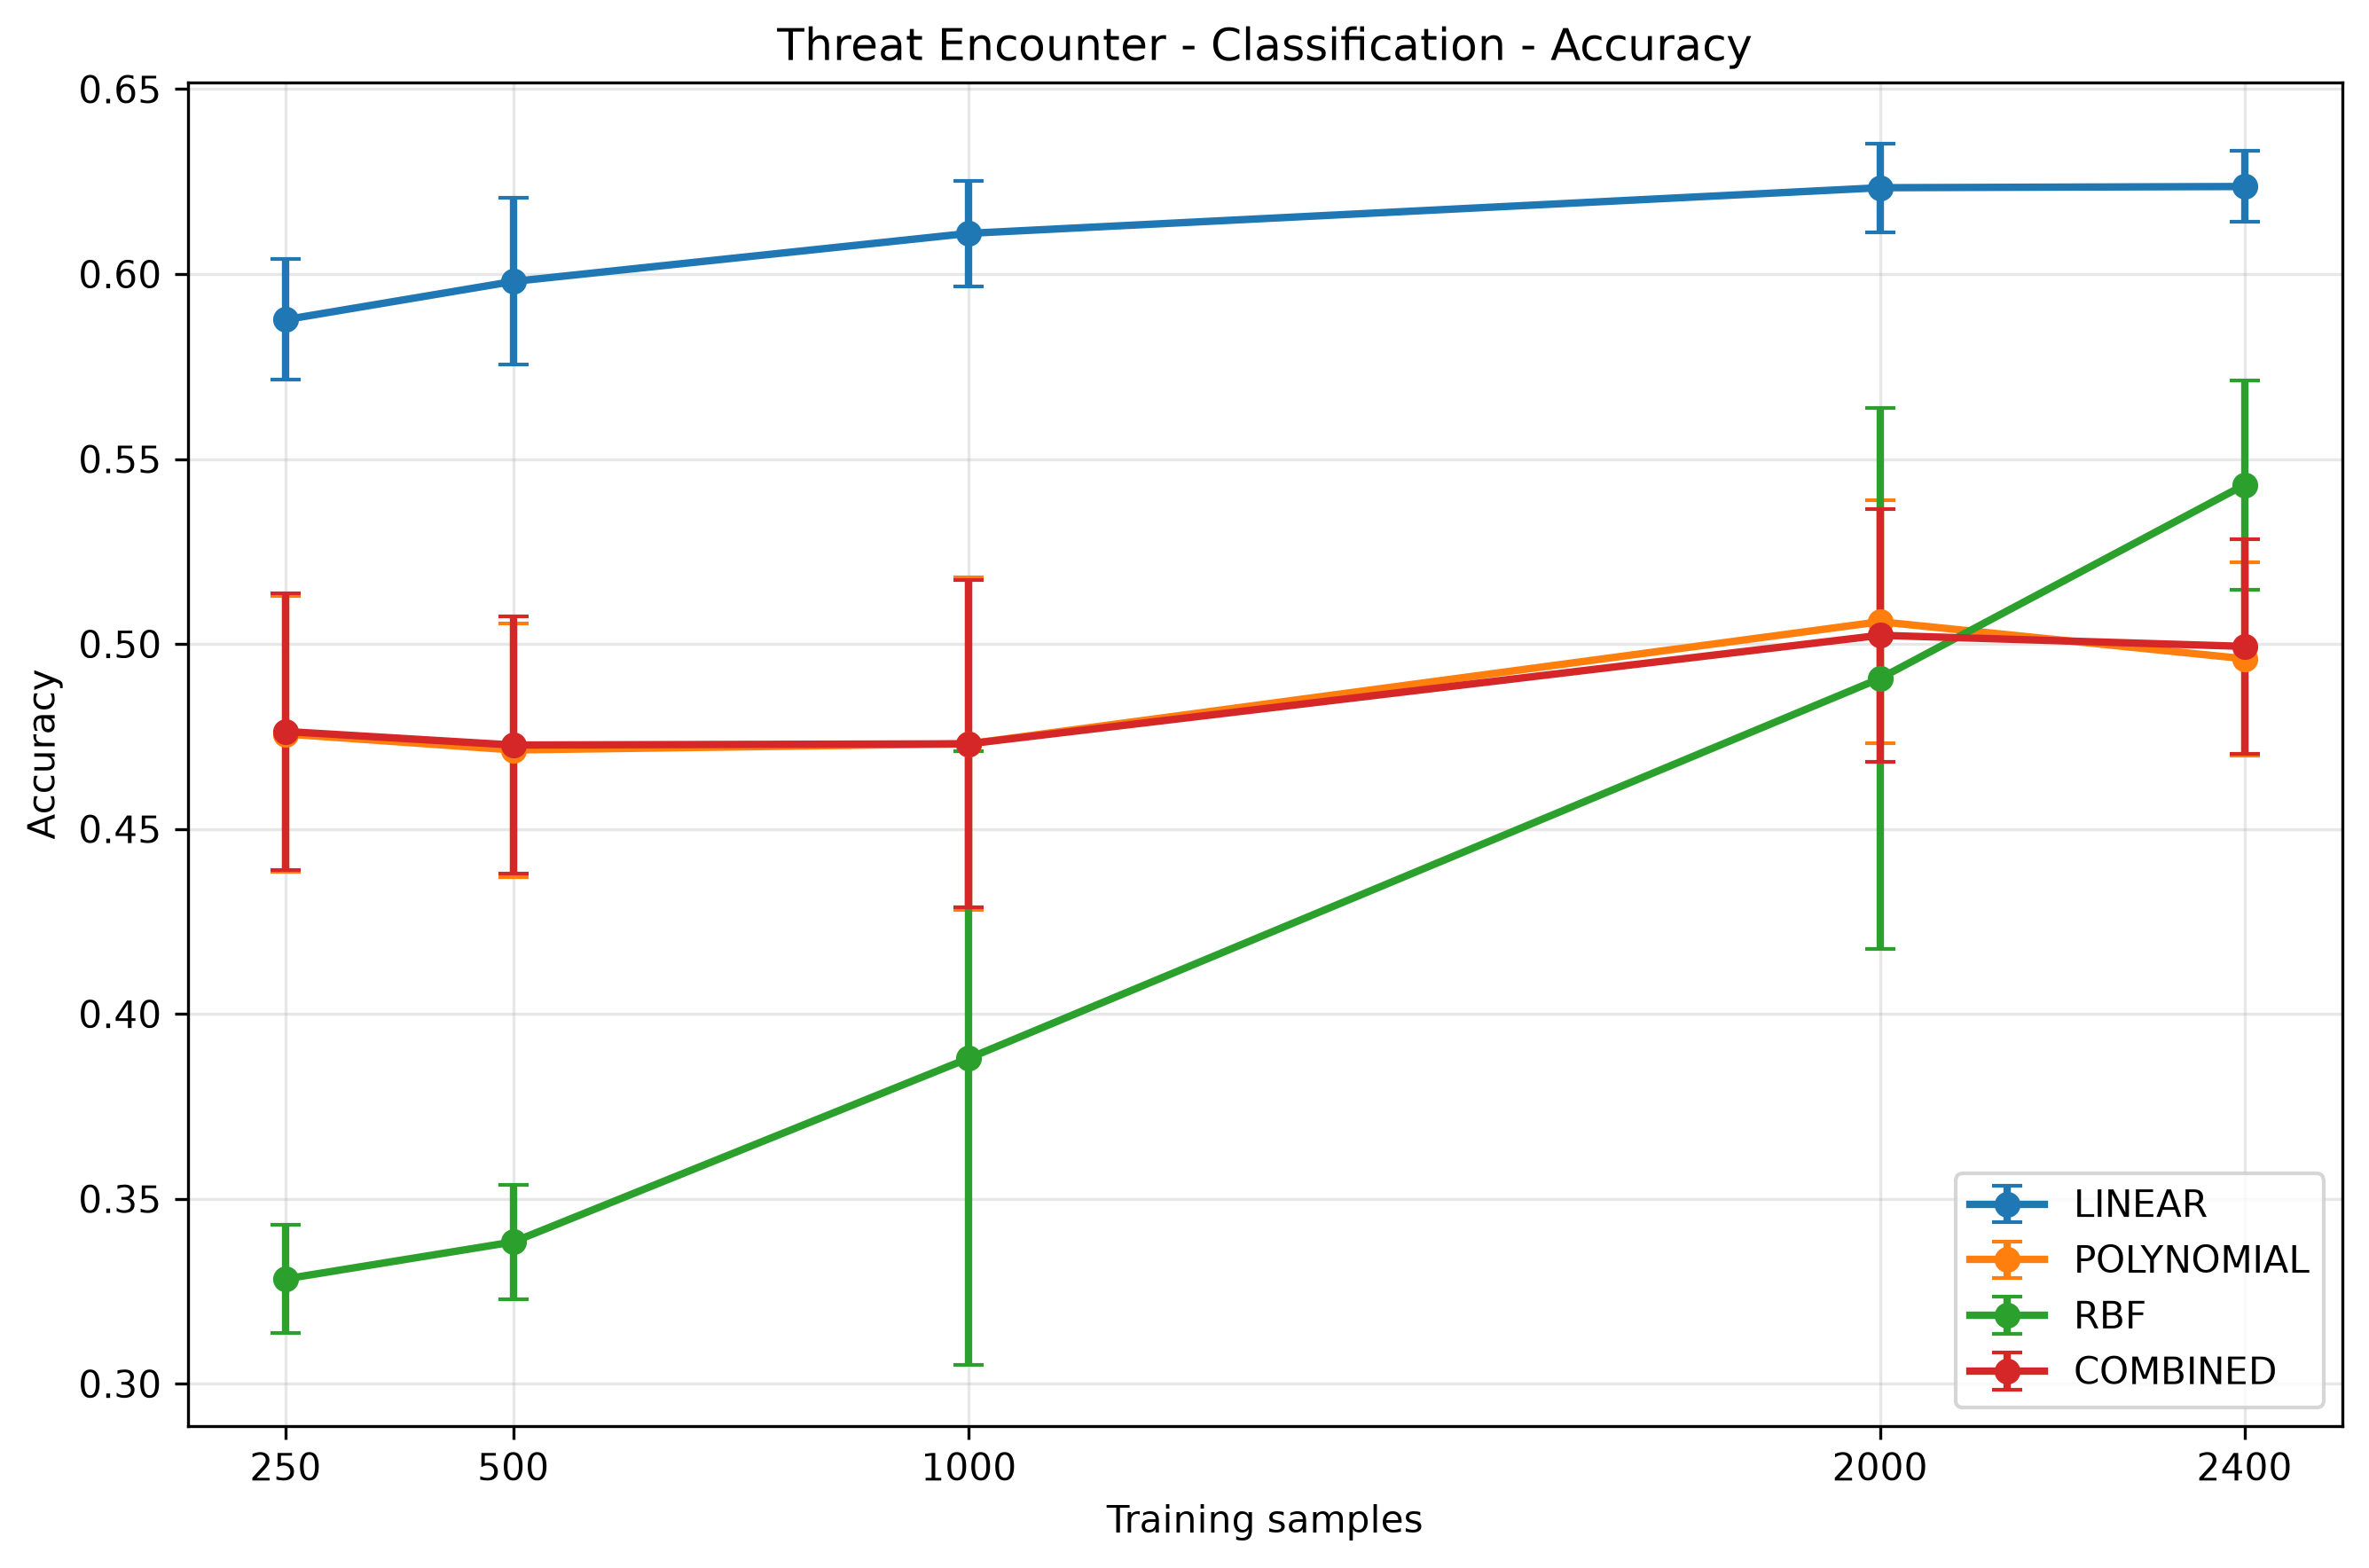 Threat Encounter - Classification - Accuracy
0.65
0.60
0.55
0.50
0.45
0.40
0.35
0.30
Accuracy
250 500 1000 2000 2400
Training samples
LINEAR
POLYNOMIAL
RBF
COMBINED